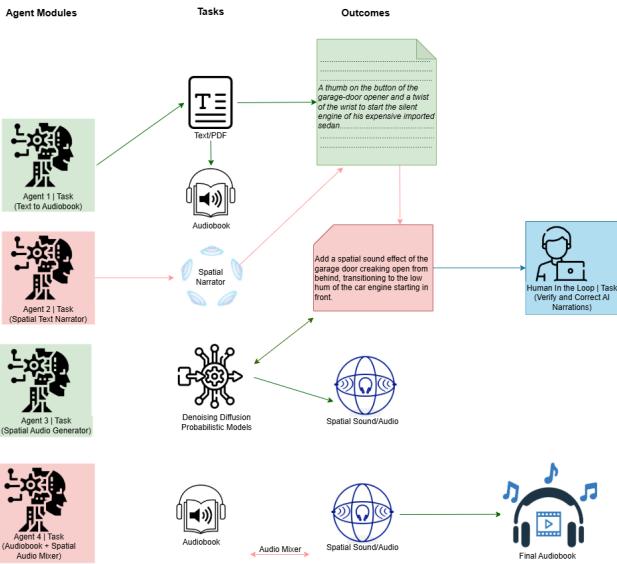 Agent Modules
Tasks
Outcomes
A thumb on the button of the
garage-door opener and a twist
of the wrist to start the silent
engine of his expensive imported
sedan
Text/PDF
Agent 1 | Task
(Text to Audiobook)
Audiobook
Spatial
Narrator
Add a spatial sound effect of the
garage door creaking open from
behind, transitioning to the low
hum of the car engine starting in
front.
Human In the Loop | Task
(Verify and Correct AI
Narrations)
Agent 2 | Task
(Spatial Text Narrator)
Denoising Diffusion
Probabilistic Models
Spatial Sound/Audio
Agent 3 | Task
(Spatial Audio Generator)
Agent 4 | Task
(Audiobook + Spatial
Audio Mixer)
Audiobook
Audio Mixer
Spatial Sound/Audio
Final Audiobook